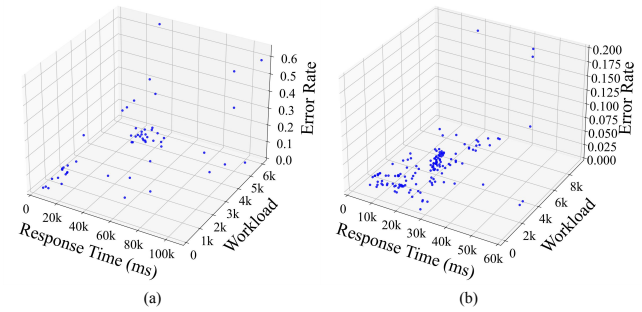 0.6
0.5
0.4
0.3
0.2
0.1
0.0
Error Rate
0
20k
40k
60k
80k
100k
Response Time (ms)
0
1k
2k
3k
4k
5k
6k
Workload
(a)
0.200
0.175
0.150
0.125
0.100
0.075
0.050
0.025
0.000
Error Rate
0
10k
20k
30k
40k
50k
60k
Response Time (ms)
0
2k
4k
6k
8k
Workload
(b)